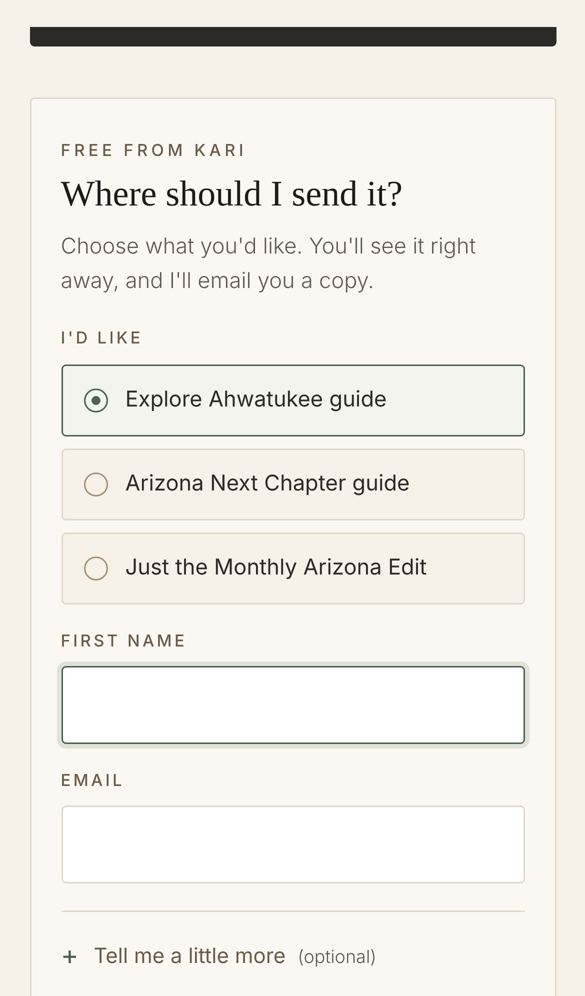 FREE FROM KARI
Where should I send it?
Choose what you'd like. You'll see it right
away, and I'll email you a copy.
I'D LIKE
Explore Ahwatukee guide
Arizona Next Chapter guide
Just the Monthly Arizona Edit
FIRST NAME
EMAIL
+ Tell me a little more (optional)